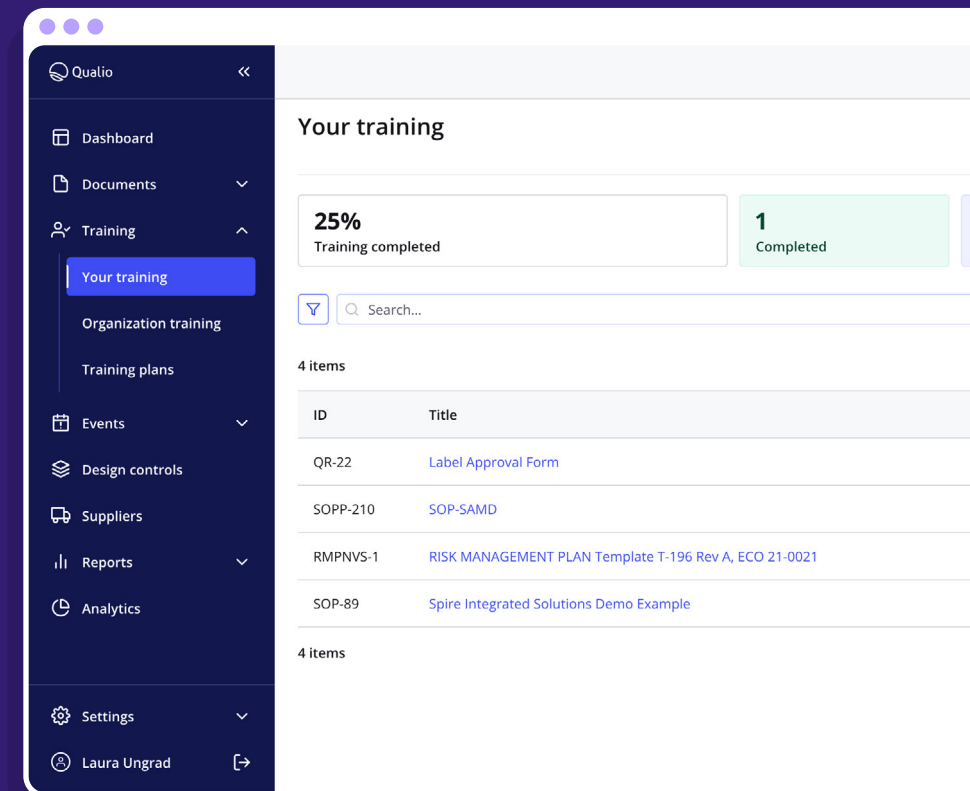 Qualio
Dashboard
Documents
Training
Your training
Organization training
Training plans
Events
Design controls
Suppliers
Reports
Analytics
Settings
Laura Ungrad
Your training
25%
Training completed
1
Completed
Search...
4 items
ID Title
QR-22 Label Approval Form
SOPP-210 SOP-SAMD
RMPNVS-1 RISK MANAGEMENT PLAN Template T-196 Rev A, ECO 21-0021
SOP-89 Spire Integrated Solutions Demo Example
4 items